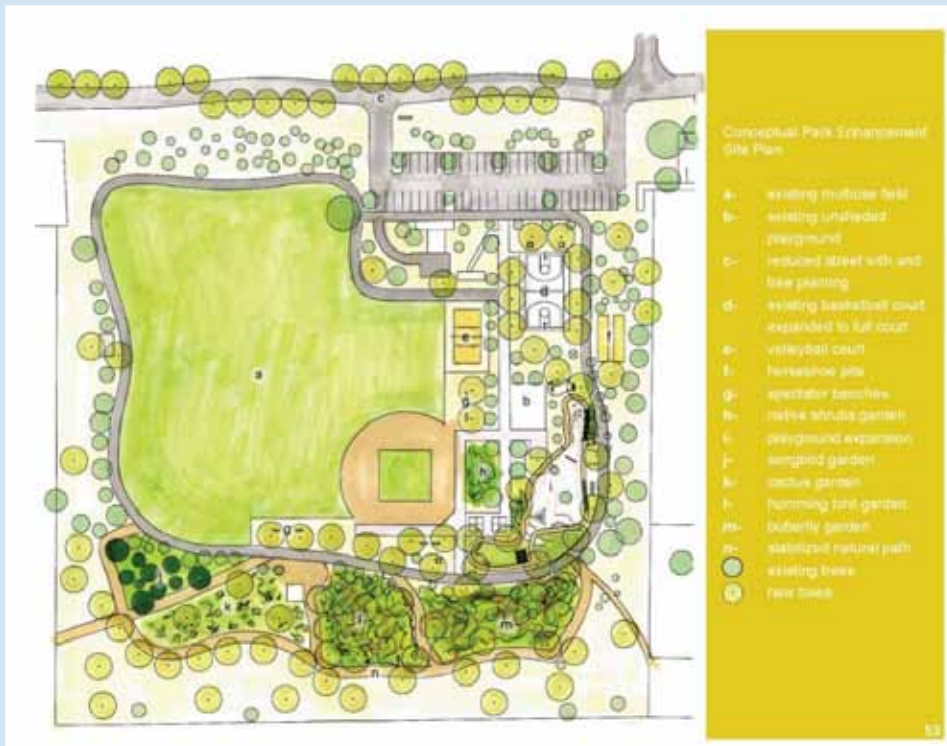 Conceptual Park Enhancement
Site Plan
a- existing multiuse field
b- existing unshaded
playground
c- reduced street with and
tree planting
d- existing basketball court
expanded to full court
e- volleyball court
f- horseshoe pits
g- spectator benches
h- native shrubs garden
i- playground expansion
j- songbird garden
k- cactus garden
l- humming bird garden
m- butterfly garden
n- stabilized natural path
existing trees
new trees
53
c
d
e
f
a
b
g
h
i
g
k
m
n